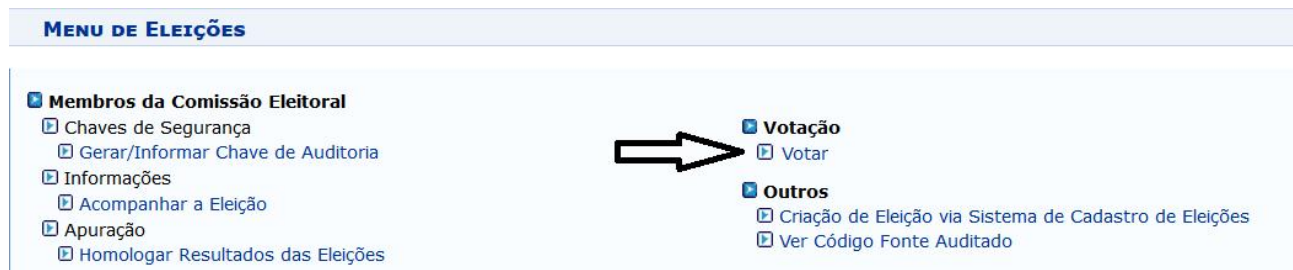 Menu de Eleições
Membros da Comissão Eleitoral
Chaves de Segurança
Gerar/Informar Chave de Auditoria
Informações
Acompanhar a Eleição
Apuração
Homologar Resultados das Eleições
Votação
Votar
Outros
Criação de Eleição via Sistema de Cadastro de Eleições
Ver Código Fonte Auditado